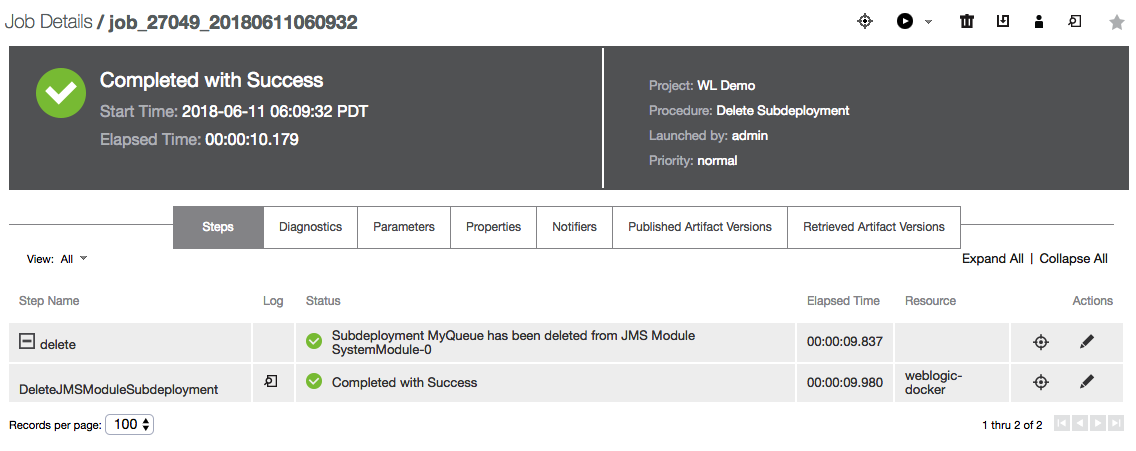 Job Details / job_27049_20180611060932
Completed with Success
Start Time: 2018-06-11 06:09:32 PDT
Elapsed Time: 00:00:10.179
Project: WL Demo
Procedure: Delete Subdeployment
Launched by: admin
Priority: normal
Steps
Diagnostics
Parameters
Properties
Notifiers
Published Artifact Versions
Retrieved Artifact Versions
View: All
Expand All | Collapse All
Step Name
Log
Status
Elapsed Time
Resource
Actions
delete
Subdeployment MyQueue has been deleted from JMS Module
SystemModule-0
00:00:09.837
DeleteJMSModuleSubdeployment
Completed with Success
00:00:09.980
weblogic-
docker
Records per page: 100
1 thru 2 of 2